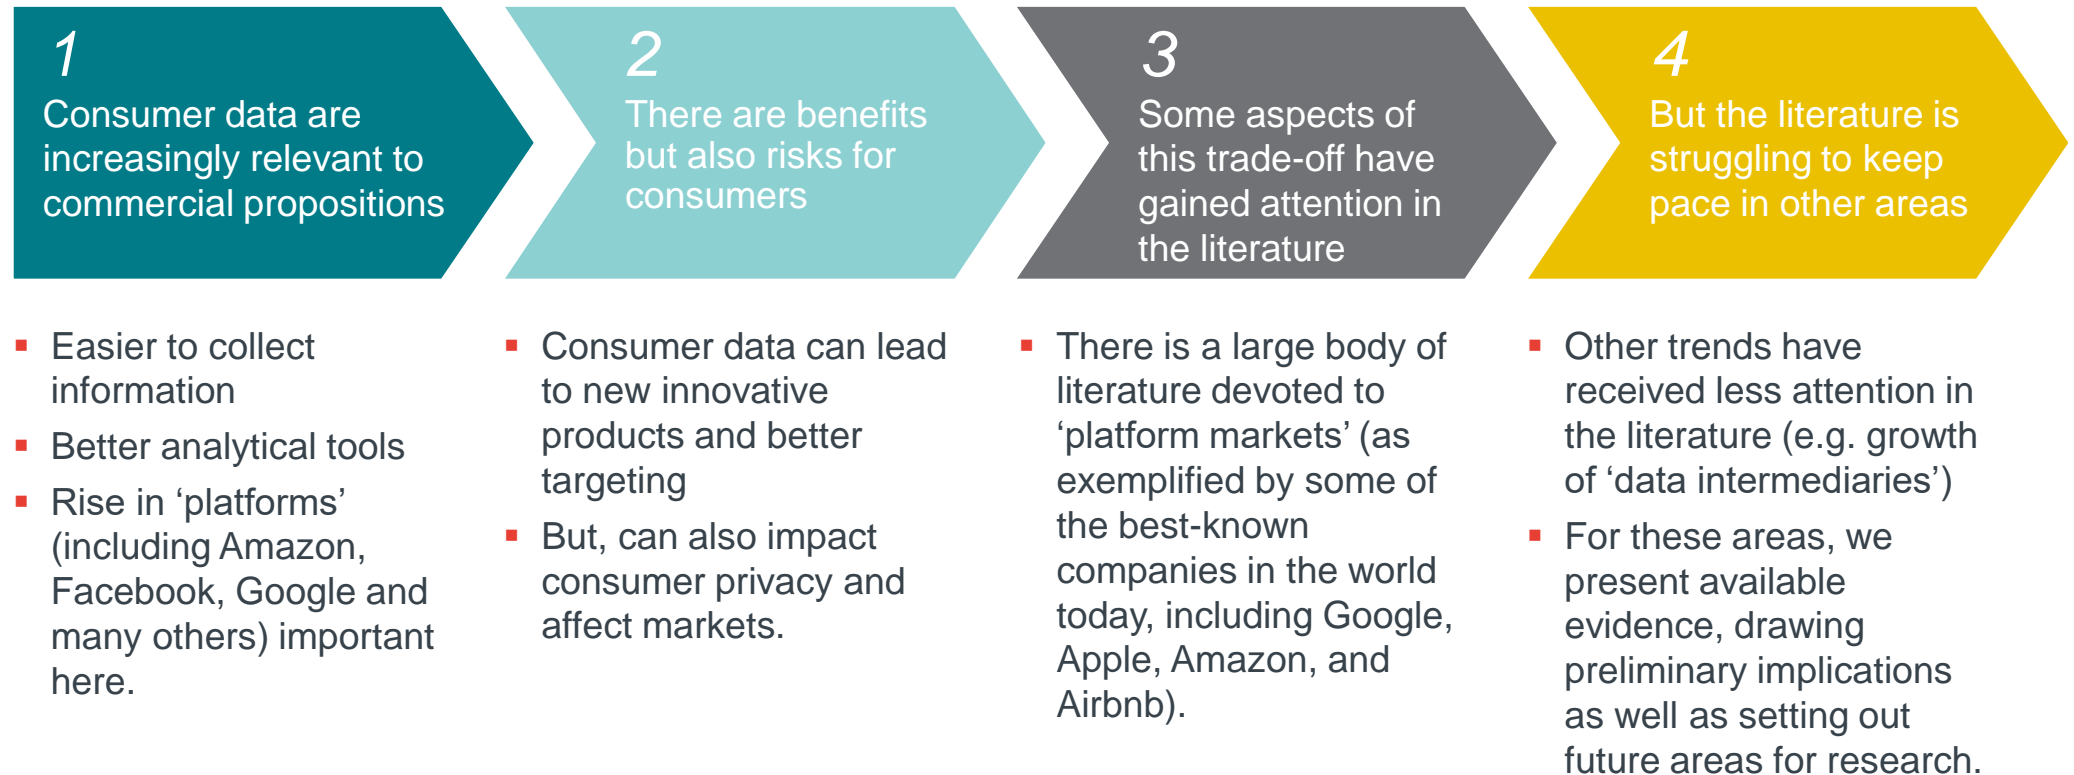 1
Consumer data are
increasingly relevant to
commercial propositions
2
There are benefits
but also risks for
consumers
3
Some aspects of
this trade-off have
gained attention in
the literature
4
But the literature is
struggling to keep
pace in other areas
▪ Easier to collect
information
▪ Better analytical tools
▪ Rise in ‘platforms’
(including Amazon,
Facebook, Google and
many others) important
here.
▪ Consumer data can lead
to new innovative
products and better
targeting
▪ But, can also impact
consumer privacy and
affect markets.
▪ There is a large body of
literature devoted to
‘platform markets’ (as
exemplified by some of
the best-known
companies in the world
today, including Google,
Apple, Amazon, and
Airbnb).
▪ Other trends have
received less attention in
the literature (e.g. growth
of ‘data intermediaries’)
▪ For these areas, we
present available
evidence, drawing
preliminary implications
as well as setting out
future areas for research.